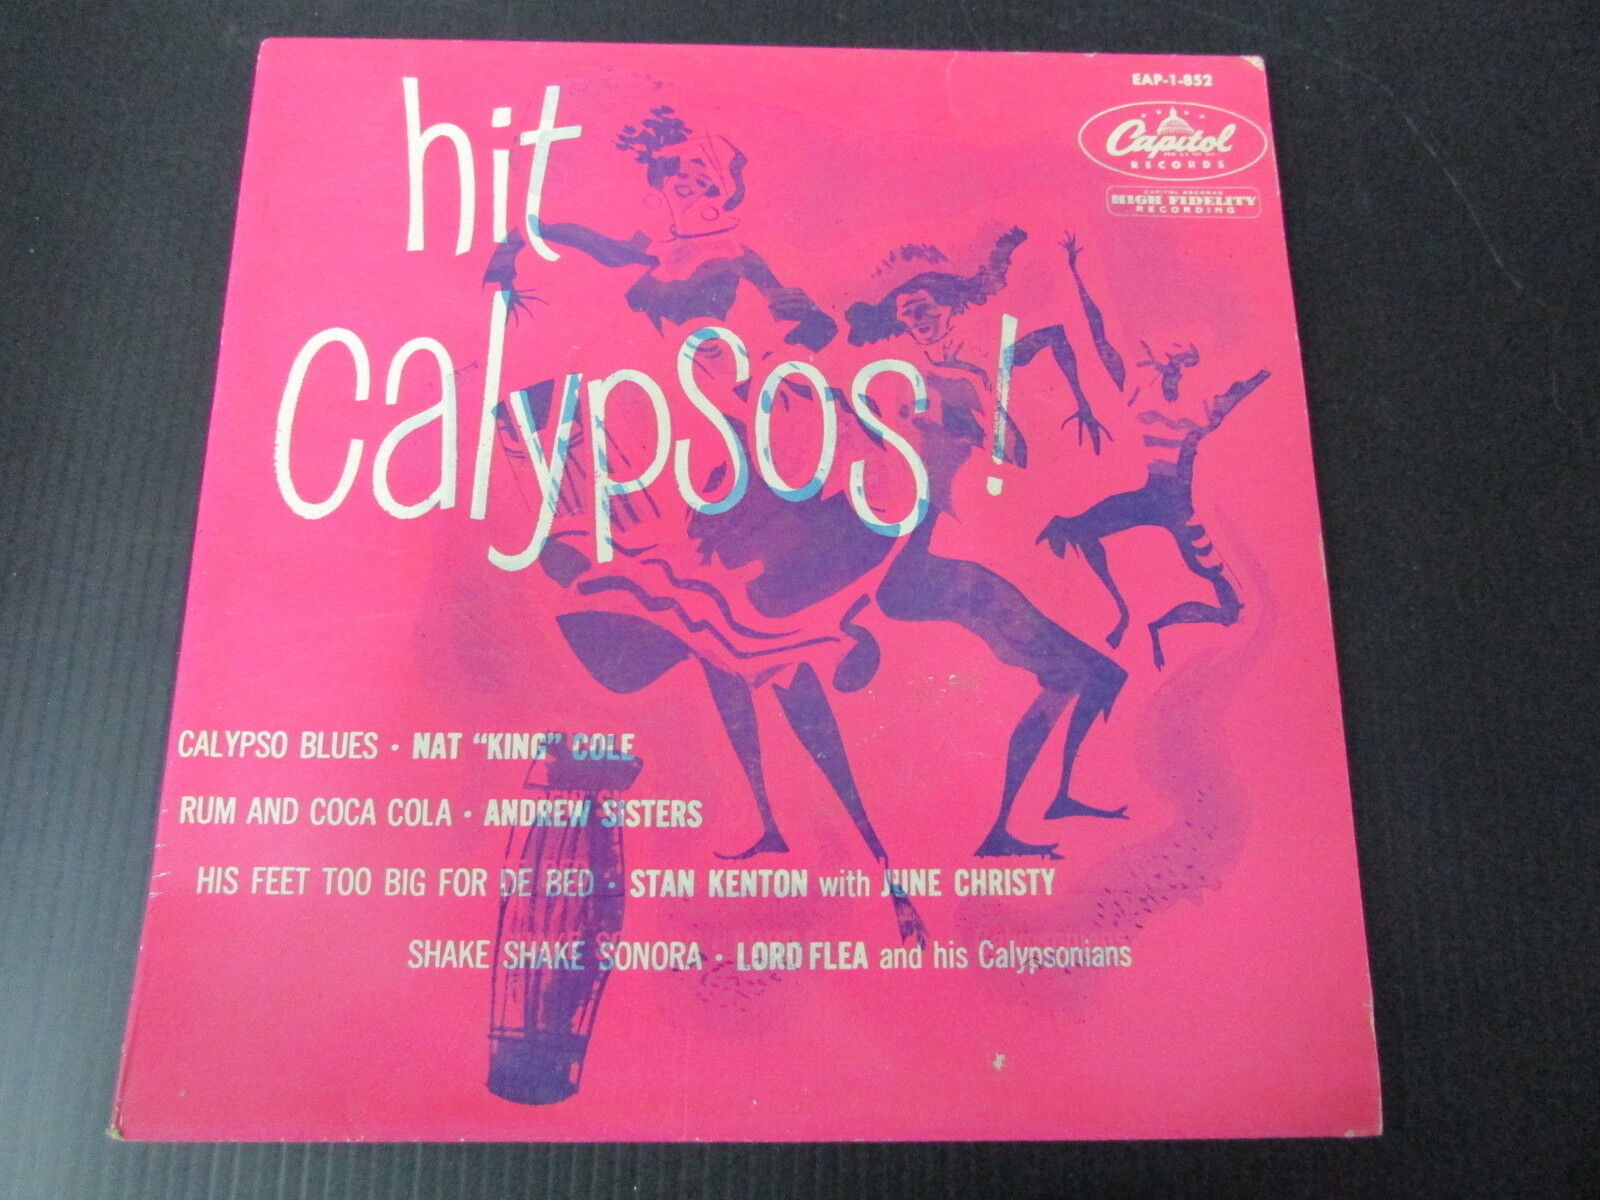 hit
calypsos!
EAP-1-852
Capitol
RECORDS
CAPITOL RECORDS
HIGH FIDELITY
RECORDING
CALYPSO BLUES · NAT "KING" COLE
RUM AND COCA COLA · ANDREW SISTERS
HIS FEET TOO BIG FOR DE BED · STAN KENTON with JUNE CHRISTY
SHAKE SHAKE SONORA · LORD FLEA and his Calypsonians